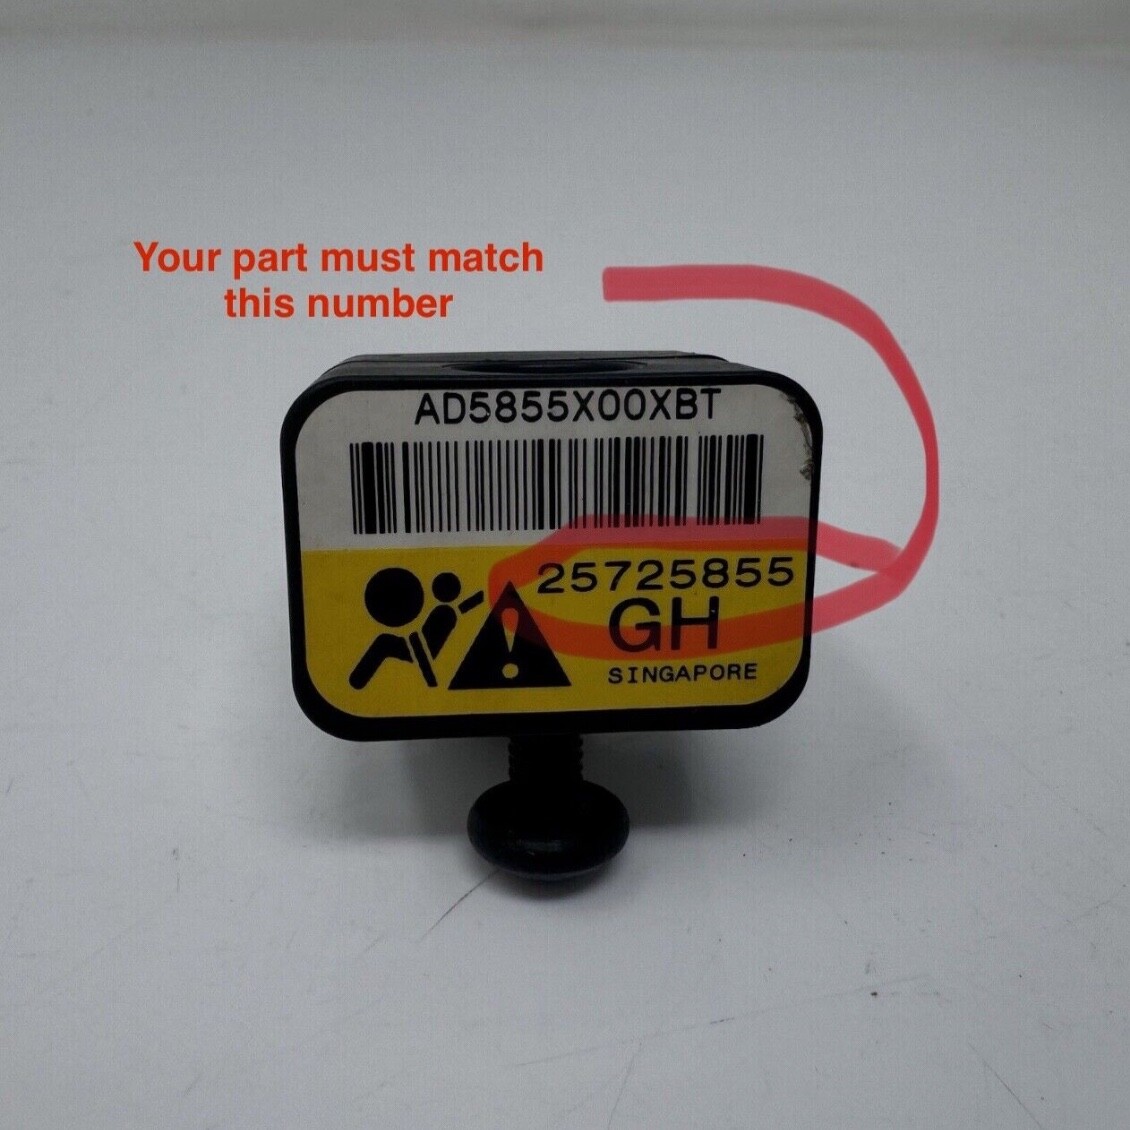 Your part must match
this number
AD5855X00XBT
25725855
GH
SINGAPORE